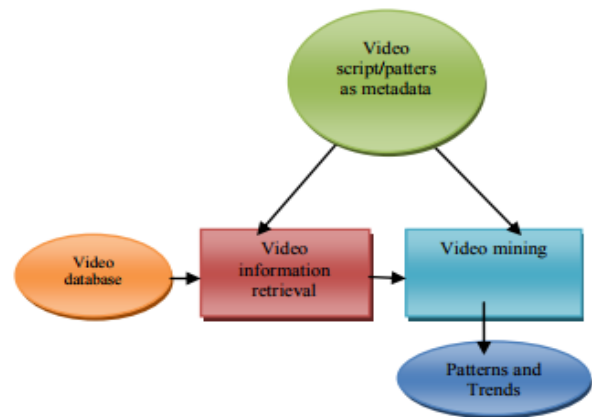 Video
script/patters
as metadata
Video
database
Video
information
retrieval
Video mining
Patterns and
Trends